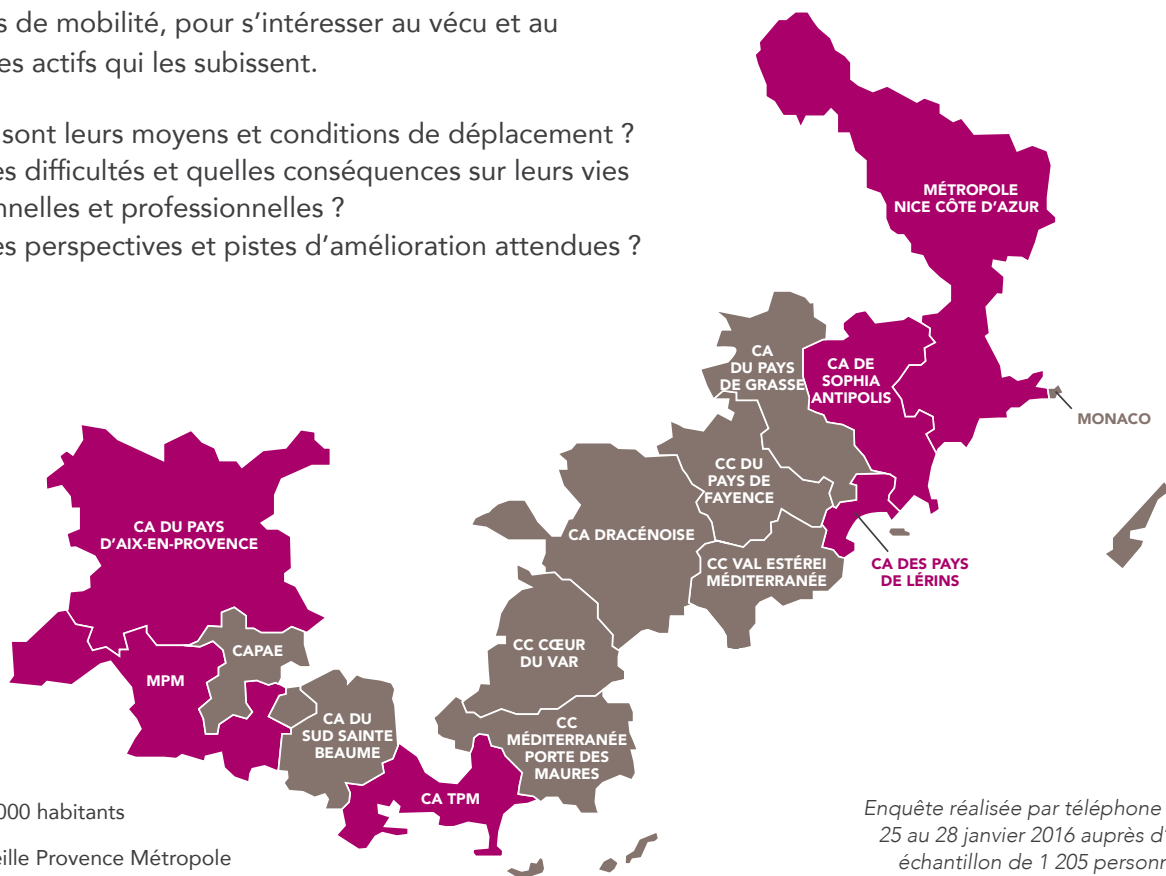 s de mobilité, pour s'intéresser au vécu et au
es actifs qui les subissent.
sont leurs moyens et conditions de déplacement ?
es difficultés et quelles conséquences sur leurs vies
nnelles et professionnelles ?
es perspectives et pistes d'amélioration attendues ?
MÉTROPOLE
NICE CÔTE D'AZUR
CA
DU PAYS
DE GRASSE
CA DE
SOPHIA
ANTIPOLIS
MONACO
CC DU
PAYS DE
FAYENCE
CA DU PAYS
D'AIX-EN-PROVENCE
CA DRACÉNOISE
CC VAL ESTÉREI
MÉDITERRANÉE
CA DES PAYS
DE LÉRINS
CAPAE
CC CŒUR
DU VAR
MPM
CA DU
SUD SAINTE
BEAUME
CC
MÉDITERRANÉE
PORTE DES
MAURES
CA TPM
000 habitants
eille Provence Métropole
Enquête réalisée par téléphone
25 au 28 janvier 2016 auprès d'
échantillon de 1 205 personn